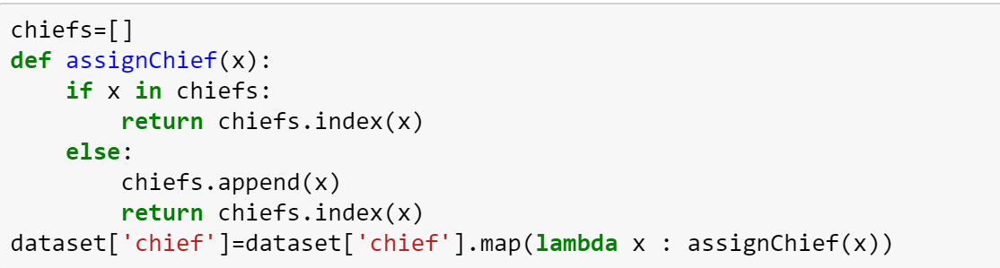 chiefs=[]
def assignChief(x):
    if x in chiefs:
        return chiefs.index(x)
    else:
        chiefs.append(x)
        return chiefs.index(x)
dataset['chief']=dataset['chief'].map(lambda x : assignChief(x))